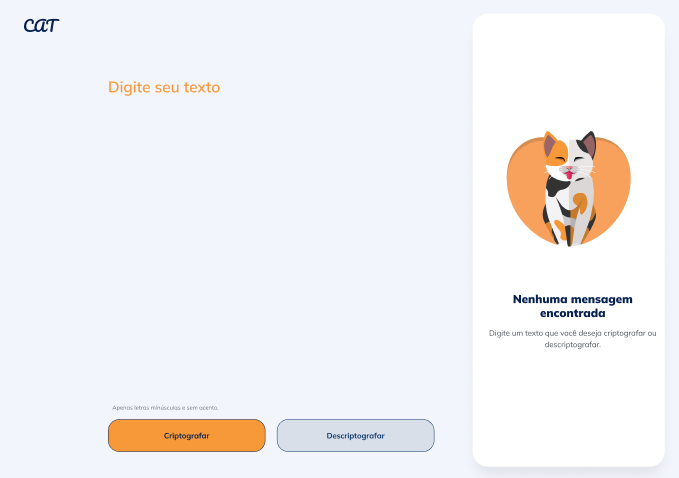 CAT
Digite seu texto
Apenas letras minúsculas e sem acento.
Criptografar
Descriptografar
Nenhuma mensagem
encontrada
Digite um texto que você deseja criptografar ou
descriptografar.